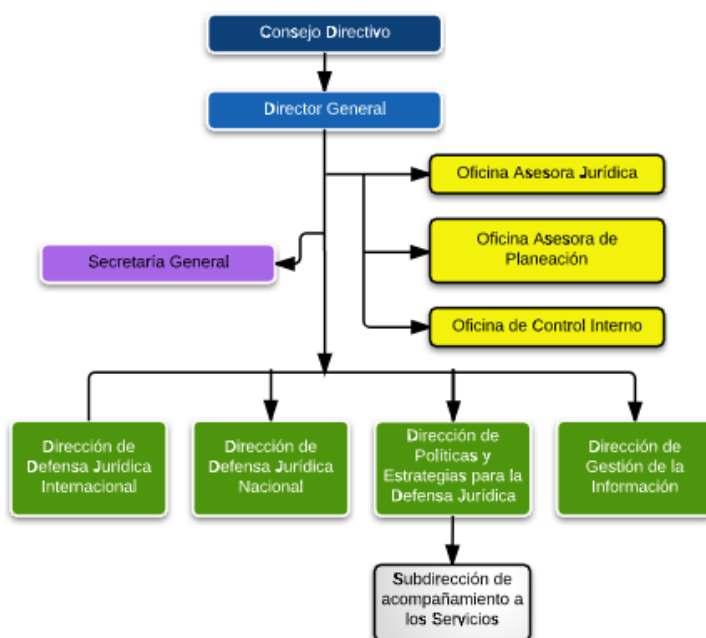 Consejo Directivo
Director General
Oficina Asesora Jurídica
Oficina Asesora de
Planeación
Secretaría General
Oficina de Control Interno
Dirección de
Defensa Jurídica
Internacional
Dirección de
Defensa Jurídica
Nacional
Dirección de
Políticas y
Estrategias para la
Defensa Jurídica
Dirección de
Gestión de la
Información
Subdirección de
acompañamiento a
los Servicios